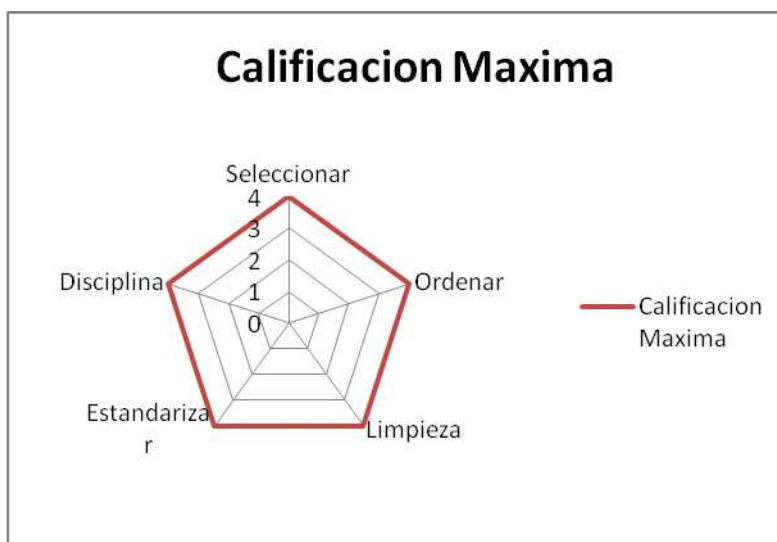 Calificacion Maxima
Seleccionar
4
3
2
1
0
Disciplina
Ordenar
Estandariza
r
Limpieza
Calificacion
Maxima